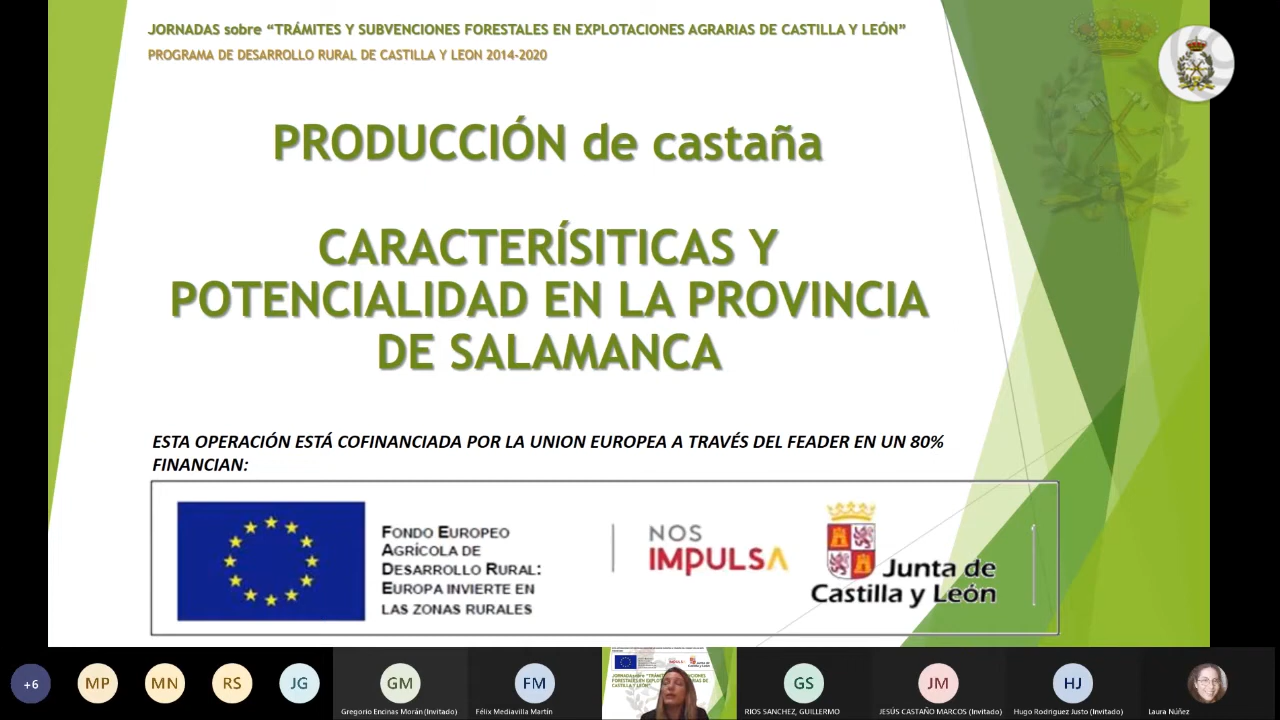 JORNADAS sobre “TRÁMITES Y SUBVENCIONES FORESTALES EN EXPLOTACIONES AGRARIAS DE CASTILLA Y LEÓN”
PROGRAMA DE DESARROLLO RURAL DE CASTILLA Y LEON 2014-2020
PRODUCCIÓN de castaña
CARACTERÍSITICAS Y
POTENCIALIDAD EN LA PROVINCIA
DE SALAMANCA
ESTA OPERACIÓN ESTÁ COFINANCIADA POR LA UNION EUROPEA A TRAVÉS DEL FEADER EN UN 80%
FINANCIAN:
FONDO EUROPEO
AGRÍCOLA DE
DESARROLLO RURAL:
EUROPA INVIERTE EN
LAS ZONAS RURALES
NOS
IMPULSA
Junta de
Castilla y León
+6
MP
MN
RS
JG
GM
FM
GS
JM
HJ
Gregorio Encinas Morán (Invitado)
Félix Mediavilla Martín
RIOS SANCHEZ, GUILLERMO
JESÚS CASTAÑO MARCOS (Invitado)
Hugo Rodríguez Justo (Invitado)
Laura Núñez